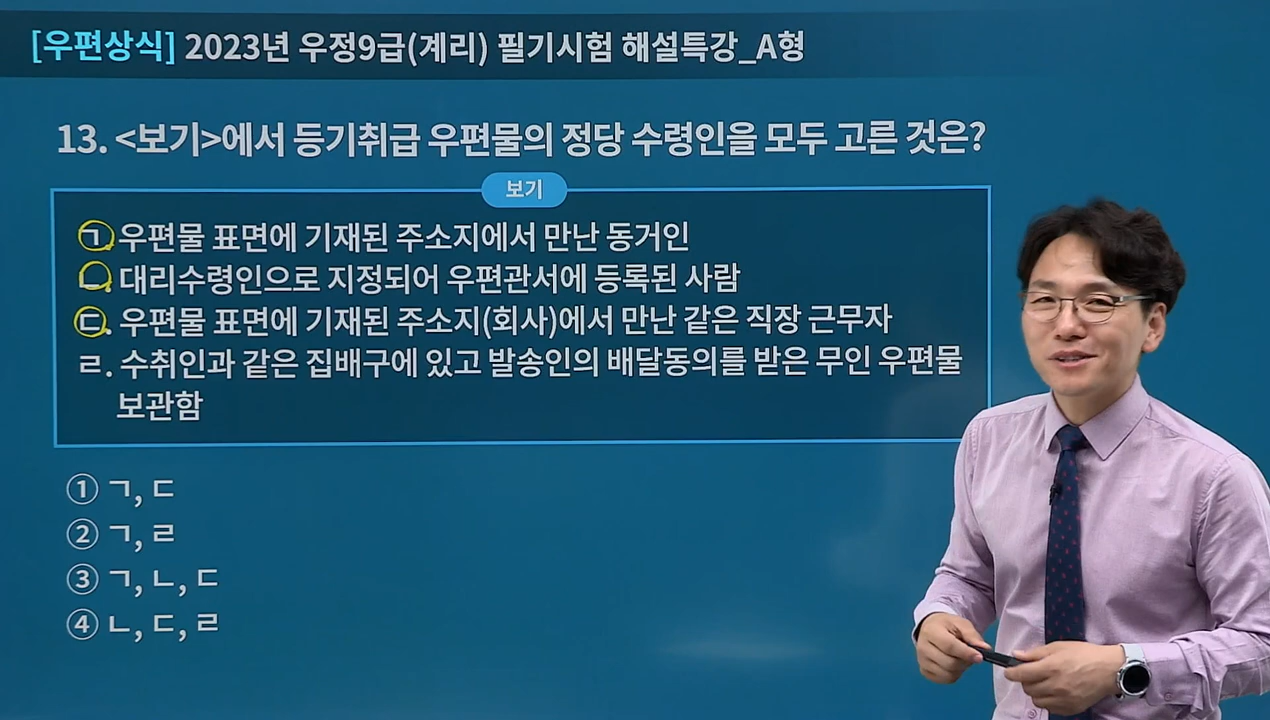 [우편상식] 2023년 우정9급(계리) 필기시험 해설특강_A형
13. <보기>에서 등기취급 우편물의 정당 수령인을 모두 고른 것은?
보기
ㄱ. 우편물 표면에 기재된 주소지에서 만난 동거인
ㄴ. 대리수령인으로 지정되어 우편관서에 등록된 사람
ㄷ. 우편물 표면에 기재된 주소지(회사)에서 만난 같은 직장 근무자
ㄹ. 수취인과 같은 집배구에 있고 발송인의 배달동의를 받은 무인 우편물
보관함
① ㄱ, ㄷ
② ㄱ, ㄹ
③ ㄱ, ㄴ, ㄷ
④ ㄴ, ㄷ, ㄹ